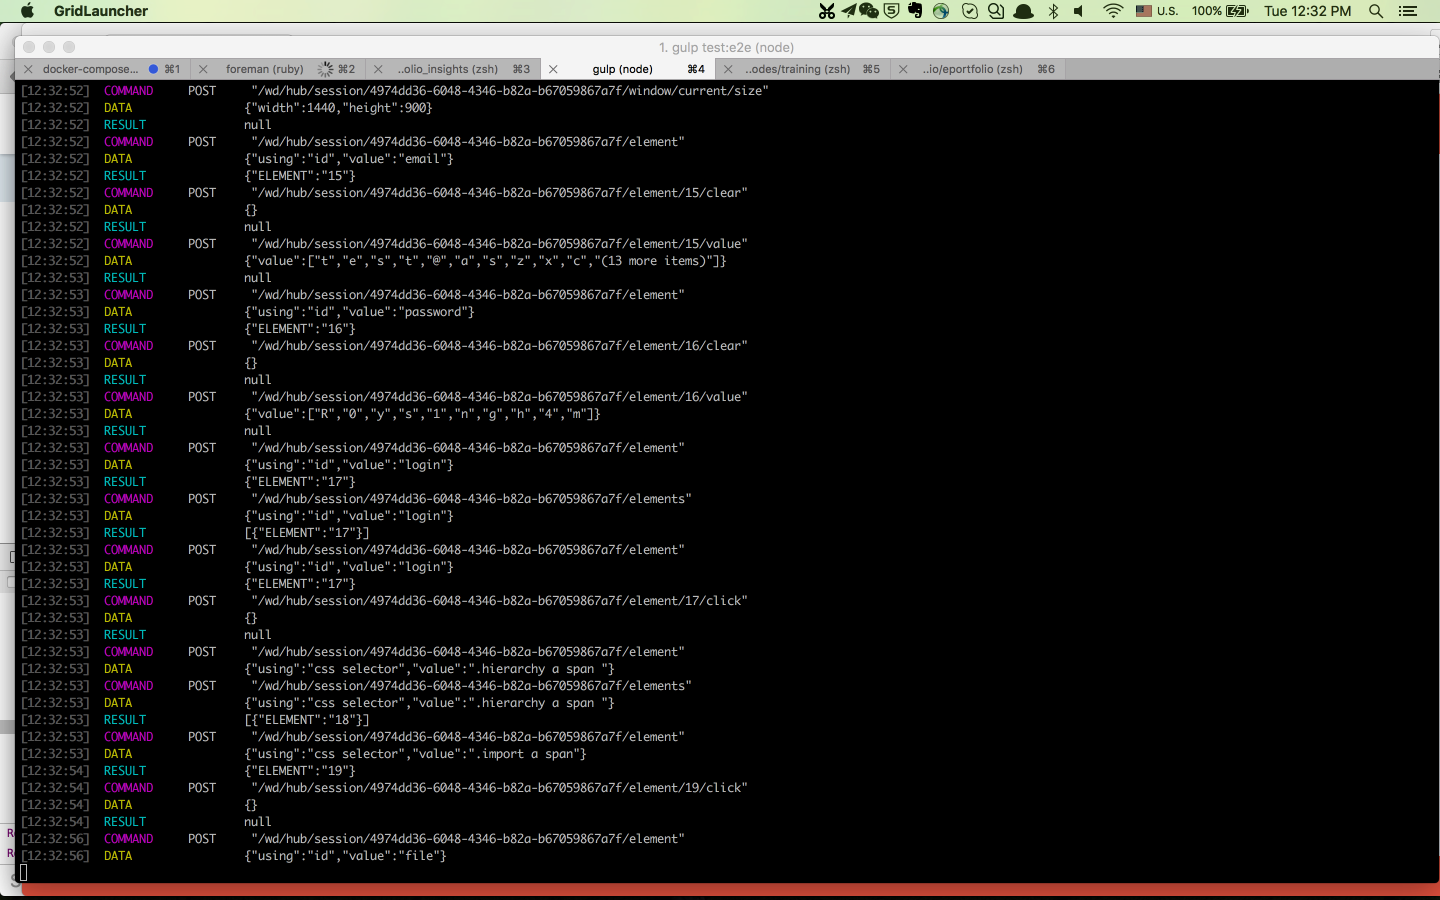 GridLauncher
U.S. 100% Tue 12:32 PM
1. gulp test:e2e (node)
docker-compose... ⌘1 foreman (ruby) ⌘2 ..olio_insights (zsh) ⌘3 gulp (node) ⌘4 ..odes/training (zsh) ⌘5 ..io/eportfolio (zsh) ⌘6
[12:32:52] COMMAND POST "/wd/hub/session/4974dd36-6048-4346-b82a-b67059867a7f/window/current/size"
[12:32:52] DATA {"width":1440,"height":900}
[12:32:52] RESULT null
[12:32:52] COMMAND POST "/wd/hub/session/4974dd36-6048-4346-b82a-b67059867a7f/element"
[12:32:52] DATA {"using":"id","value":"email"}
[12:32:52] RESULT {"ELEMENT":"15"}
[12:32:52] COMMAND POST "/wd/hub/session/4974dd36-6048-4346-b82a-b67059867a7f/element/15/clear"
[12:32:52] DATA {}
[12:32:52] RESULT null
[12:32:52] COMMAND POST "/wd/hub/session/4974dd36-6048-4346-b82a-b67059867a7f/element/15/value"
[12:32:52] DATA {"value":["t","e","s","t","@","a","s","z","x","c","(13 more items)"]}
[12:32:53] RESULT null
[12:32:53] COMMAND POST "/wd/hub/session/4974dd36-6048-4346-b82a-b67059867a7f/element"
[12:32:53] DATA {"using":"id","value":"password"}
[12:32:53] RESULT {"ELEMENT":"16"}
[12:32:53] COMMAND POST "/wd/hub/session/4974dd36-6048-4346-b82a-b67059867a7f/element/16/clear"
[12:32:53] DATA {}
[12:32:53] RESULT null
[12:32:53] COMMAND POST "/wd/hub/session/4974dd36-6048-4346-b82a-b67059867a7f/element/16/value"
[12:32:53] DATA {"value":["R","0","y","s","1","n","g","h","4","m"]}
[12:32:53] RESULT null
[12:32:53] COMMAND POST "/wd/hub/session/4974dd36-6048-4346-b82a-b67059867a7f/element"
[12:32:53] DATA {"using":"id","value":"login"}
[12:32:53] RESULT {"ELEMENT":"17"}
[12:32:53] COMMAND POST "/wd/hub/session/4974dd36-6048-4346-b82a-b67059867a7f/elements"
[12:32:53] DATA {"using":"id","value":"login"}
[12:32:53] RESULT [{"ELEMENT":"17"}]
[12:32:53] COMMAND POST "/wd/hub/session/4974dd36-6048-4346-b82a-b67059867a7f/element"
[12:32:53] DATA {"using":"id","value":"login"}
[12:32:53] RESULT {"ELEMENT":"17"}
[12:32:53] COMMAND POST "/wd/hub/session/4974dd36-6048-4346-b82a-b67059867a7f/element/17/click"
[12:32:53] DATA {}
[12:32:53] RESULT null
[12:32:53] COMMAND POST "/wd/hub/session/4974dd36-6048-4346-b82a-b67059867a7f/element"
[12:32:53] DATA {"using":"css selector","value":".hierarchy a span "}
[12:32:53] COMMAND POST "/wd/hub/session/4974dd36-6048-4346-b82a-b67059867a7f/elements"
[12:32:53] DATA {"using":"css selector","value":".hierarchy a span "}
[12:32:53] RESULT [{"ELEMENT":"18"}]
[12:32:53] COMMAND POST "/wd/hub/session/4974dd36-6048-4346-b82a-b67059867a7f/element"
[12:32:53] DATA {"using":"css selector","value":".import a span"}
[12:32:54] RESULT {"ELEMENT":"19"}
[12:32:54] COMMAND POST "/wd/hub/session/4974dd36-6048-4346-b82a-b67059867a7f/element/19/click"
[12:32:54] DATA {}
[12:32:54] RESULT null
[12:32:56] COMMAND POST "/wd/hub/session/4974dd36-6048-4346-b82a-b67059867a7f/element"
[12:32:56] DATA {"using":"id","value":"file"}